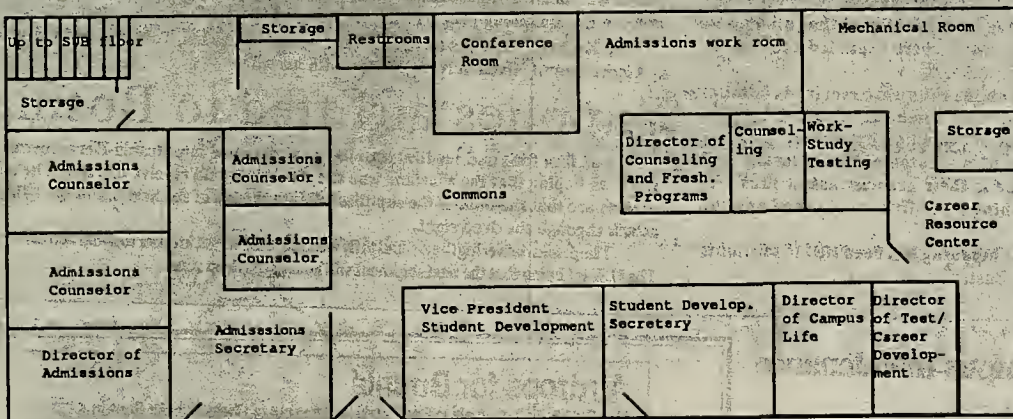 Up to SUB floor
Storage
Storage
Restrooms
Conference
Room
Admissions work room
Mechanical Room
Admissions
Counselor
Admissions
Counselor
Director of
Admissions
Admissions
Counselor
Admissions
Counselor
Admissions
Secretary
Commons
Director of
Counseling
and Fresh.
Programs
Counsel-
ing
Work-
Study
Testing
Storage
Career
Resource
Center
Vice President
Student Development
Student Develop.
Secretary
Director
of Campus
Life
Director
of Test/
Career
Develop-
ment